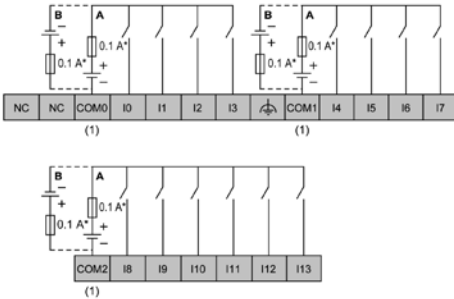 B A B A
− −
+ 0.1 A* + 0.1 A*
0.1 A* + 0.1 A* +
− −
NC NC COM0 I0 I1 I2 I3 COM1 I4 I5 I6 I7
(1) (1)
B A
−
+ 0.1 A*
0.1 A* +
−
COM2 I8 I9 I10 I11 I12 I13
(1)